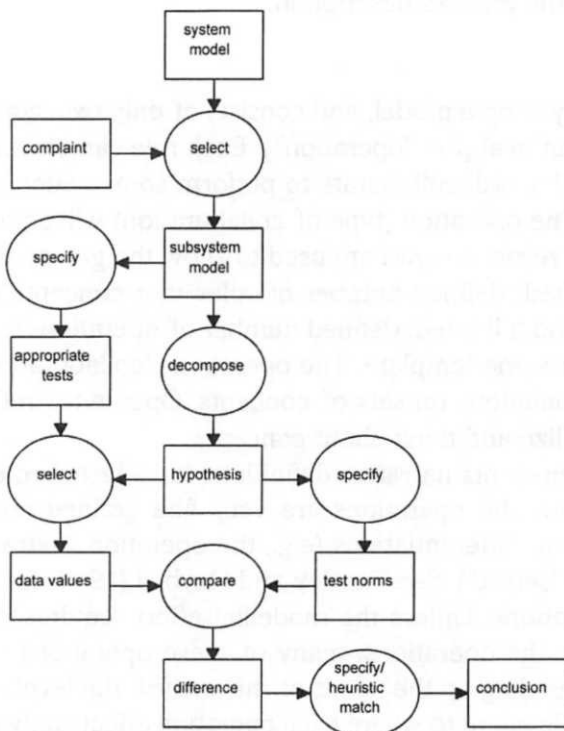 system
model
complaint
select
specify
subsystem
model
appropriate
tests
decompose
select
hypothesis
specify
data values
compare
test norms
difference
specify/
heuristic
match
conclusion